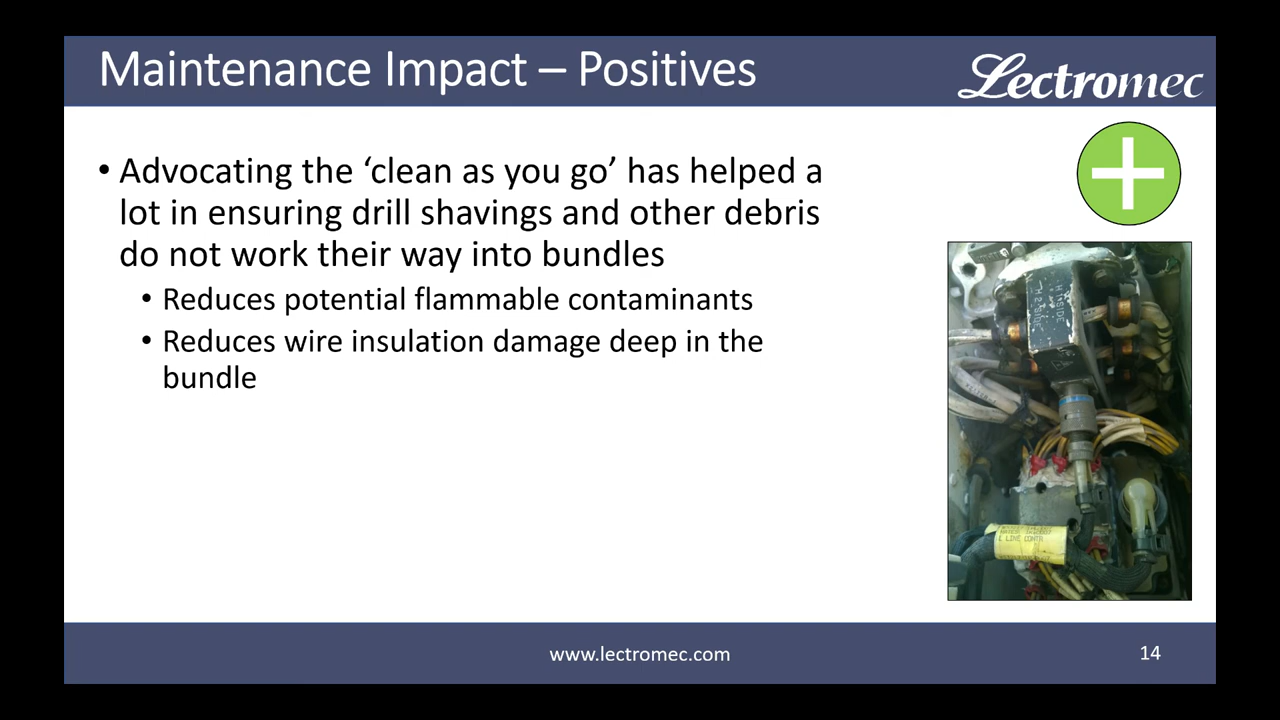 Maintenance Impact – Positives
Lectromec
• Advocating the ‘clean as you go’ has helped a
lot in ensuring drill shavings and other debris
do not work their way into bundles
• Reduces potential flammable contaminants
• Reduces wire insulation damage deep in the
bundle
L LINE CONTR
www.lectromec.com
14